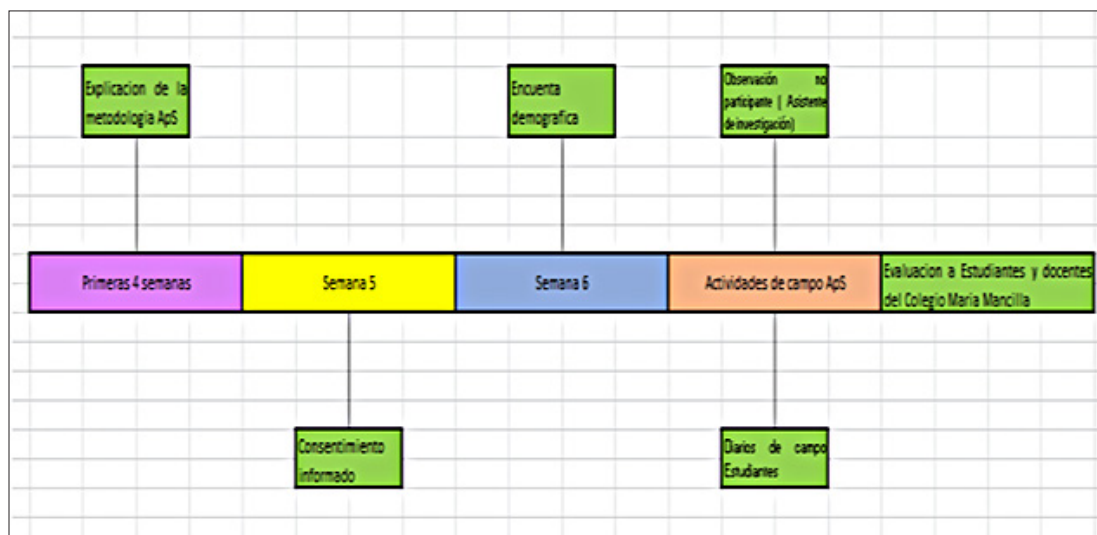 Explicacion de la
metodologia ApS
Encuenta
demografica
Observación no
participante ( Asistente
de investigación)
Primeras 4 semanas
Semana 5
Semana 6
Actividades de campo ApS
Evaluacion a Estudiantes y docentes
del Colegio Maria Mancilla
Consentimiento
informado
Diarios de campo
Estudiantes